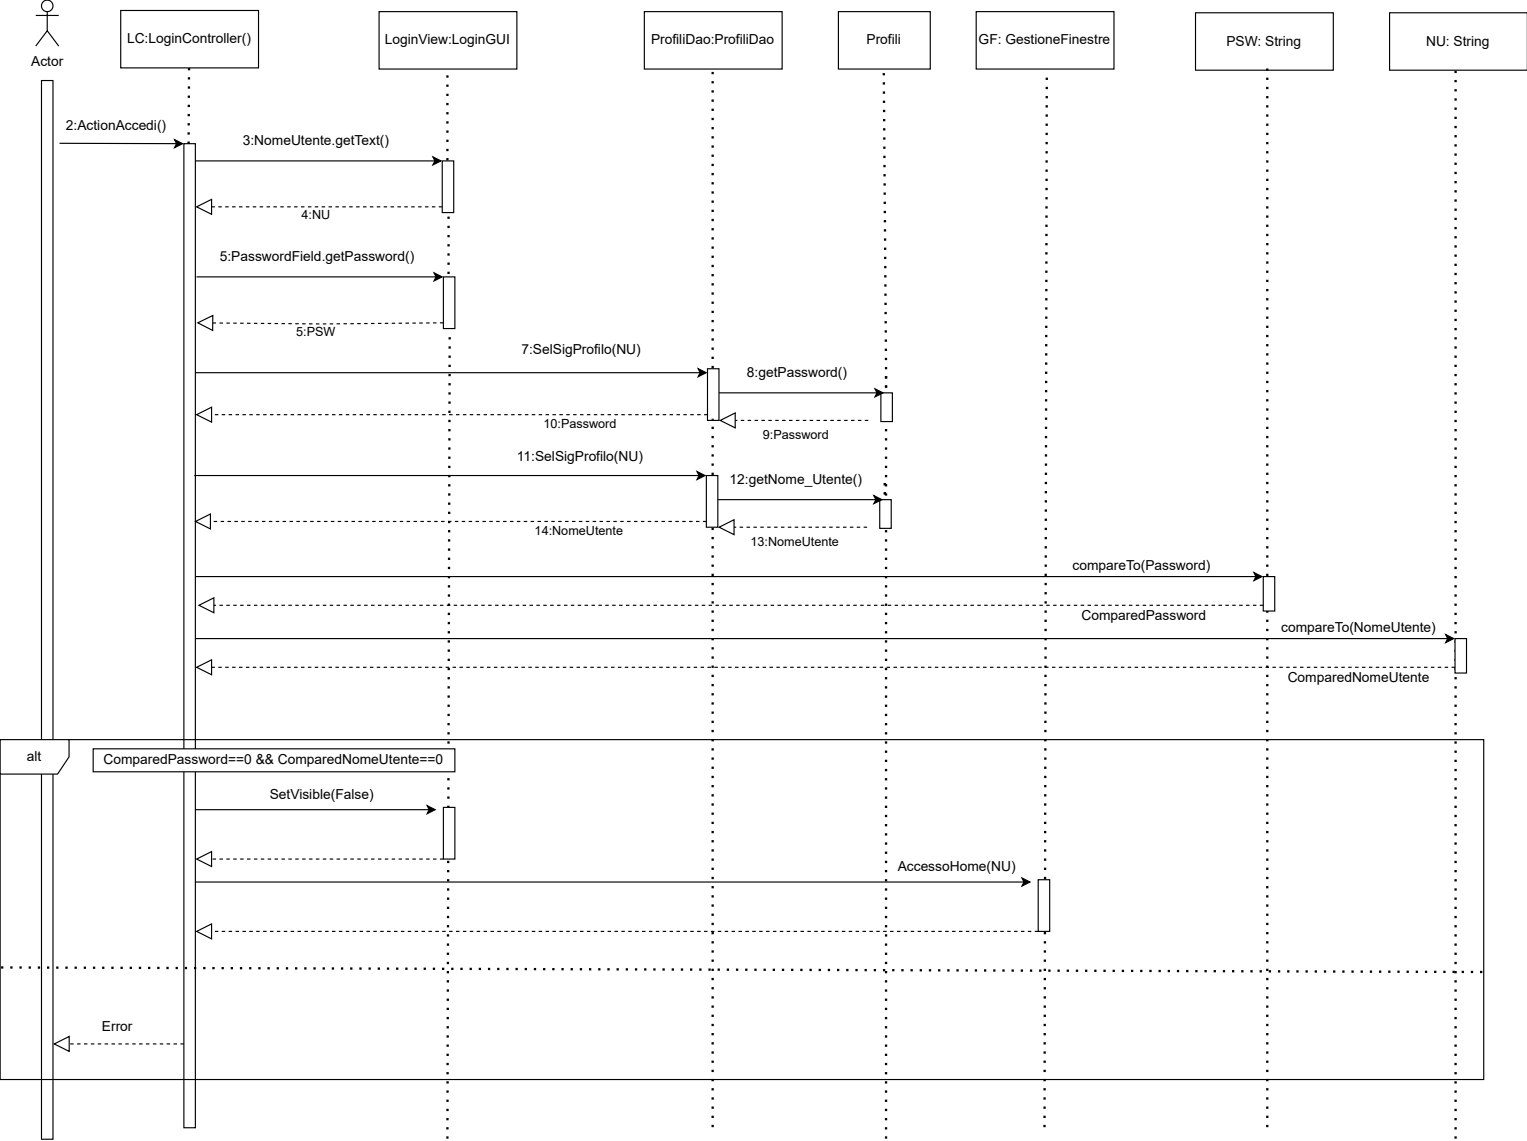 Actor
LC:LoginController()
LoginView:LoginGUI
ProfiliDao:ProfiliDao
Profili
GF: GestioneFinestre
PSW: String
NU: String
2:ActionAccedi()
3:NomeUtente.getText()
4:NU
5:PasswordField.getPassword()
5:PSW
7:SelSigProfilo(NU)
8:getPassword()
9:Password
10:Password
11:SelSigProfilo(NU)
12:getNome_Utente()
13:NomeUtente
14:NomeUtente
compareTo(Password)
ComparedPassword
compareTo(NomeUtente)
ComparedNomeUtente
alt
ComparedPassword==0 && ComparedNomeUtente==0
SetVisible(False)
AccessoHome(NU)
Error